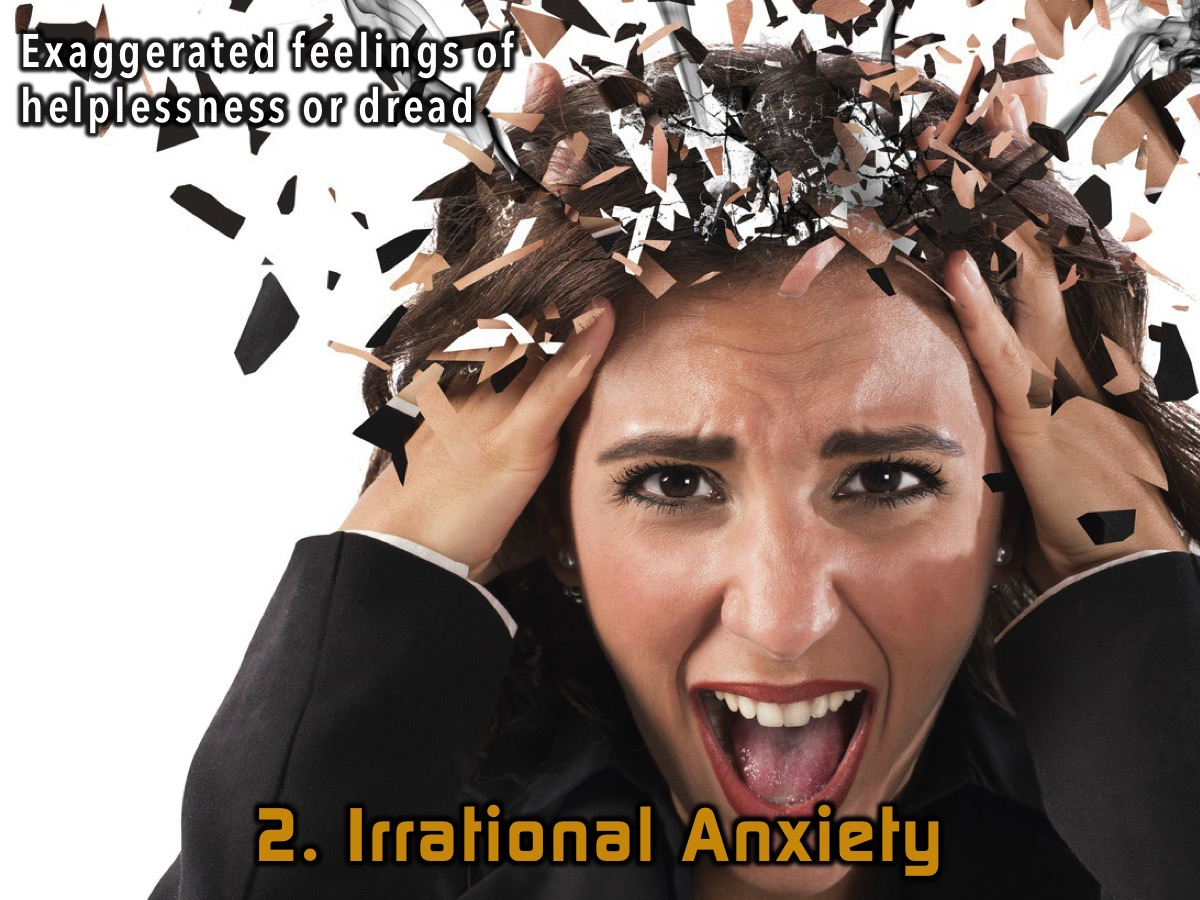 Exaggerated feelings of
helplessness or dread
2. Irrational Anxiety